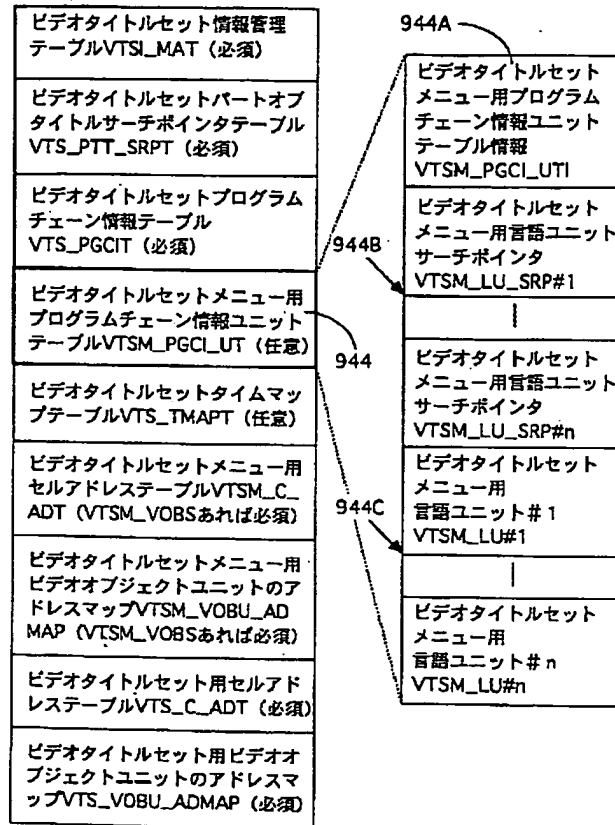 ビデオタイトルセット情報管理
テーブルVTSI_MAT（必須）
ビデオタイトルセットパートオブ
タイトルサーチポインタテーブル
VTS_PTT_SRPT（必須）
ビデオタイトルセットプログラム
チェーン情報テーブル
VTS_PGCIT（必須）
ビデオタイトルセットメニュー用
プログラムチェーン情報ユニット
テーブルVTSM_PGCI_UT（任意）
ビデオタイトルセットタイムマッ
プテーブルVTS_TMAPT（任意）
ビデオタイトルセットメニュー用
セルアドレステーブルVTSM_C_
ADT（VTSM_VOBSあれば必須）
ビデオタイトルセットメニュー用
ビデオオブジェクトユニットのア
ドレスマップVTSM_VOBU_AD
MAP（VTSM_VOBSあれば必須）
ビデオタイトルセット用セルアド
レステーブルVTS_C_ADT（必須）
ビデオタイトルセット用ビデオオ
ブジェクトユニットのアドレスマ
ップVTS_VOBU_ADMAP（必須）
944
944A
ビデオタイトルセット
メニュー用プログラム
チェーン情報ユニット
テーブル情報
VTSM_PGCI_UTI
944B
ビデオタイトルセット
メニュー用言語ユニット
サーチポインタ
VTSM_LU_SRP#1
ビデオタイトルセット
メニュー用言語ユニット
サーチポインタ
VTSM_LU_SRP#n
944C
ビデオタイトルセット
メニュー用
言語ユニット＃1
VTSM_LU#1
ビデオタイトルセット
メニュー用
言語ユニット＃n
VTSM_LU#n